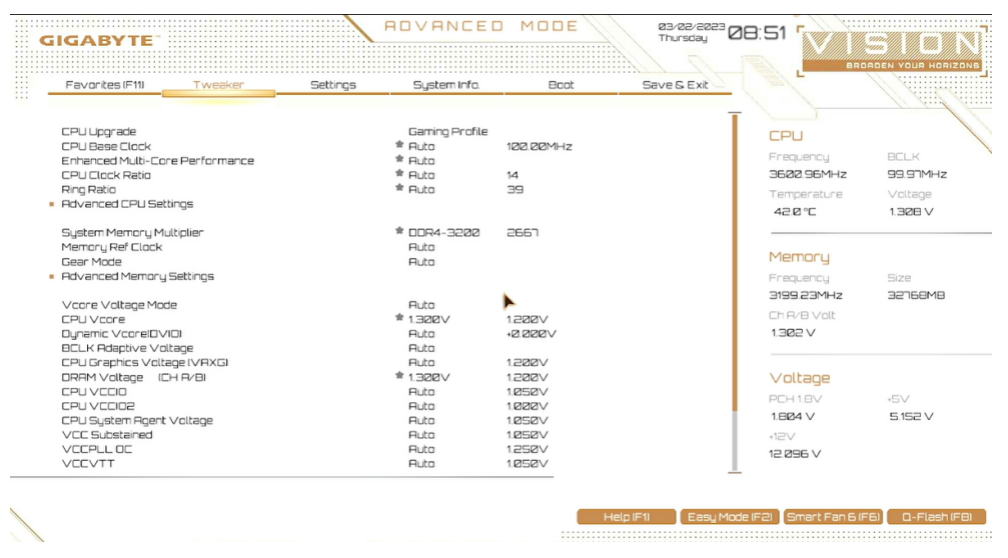 GIGABYTE
ADVANCED MODE
03/02/2023
Thursday
08:51
VISION
BROADEN YOUR HORIZONS
Favorites (F11) Tweaker Settings System Info. Boot Save & Exit
CPU Upgrade Gaming Profile
CPU Base Clock Auto 100.00MHz
Enhanced Multi-Core Performance Auto
CPU Clock Ratio Auto 14
Ring Ratio Auto 39
Advanced CPU Settings
System Memory Multiplier DDR4-3200 2667
Memory Ref Clock Auto
Gear Mode Auto
Advanced Memory Settings
Vcore Voltage Mode Auto
CPU Vcore 1.300V 1.200V
Dynamic Vcore(DVID) Auto +0.000V
BCLK Adaptive Voltage Auto
CPU Graphics Voltage (VAXG) Auto 1.200V
DRAM Voltage (CH A/B) 1.300V 1.200V
CPU VCCIO Auto 1.050V
CPU VCCIO2 Auto 1.000V
CPU System Agent Voltage Auto 1.050V
VCC Substained Auto 1.050V
VCCPLL OC Auto 1.250V
VCCVTT Auto 1.050V
CPU
Frequency BCLK
3600.96MHz 99.97MHz
Temperature Voltage
42.0 °C 1.308 V
Memory
Frequency Size
3199.23MHz 32768MB
Ch A/B Volt
1.302 V
Voltage
PCH 1.8V +5V
1.804 V 5.152 V
+12V
12.096 V
Help (F1) Easy Mode (F2) Smart Fan 6 (F6) Q-Flash (F8)